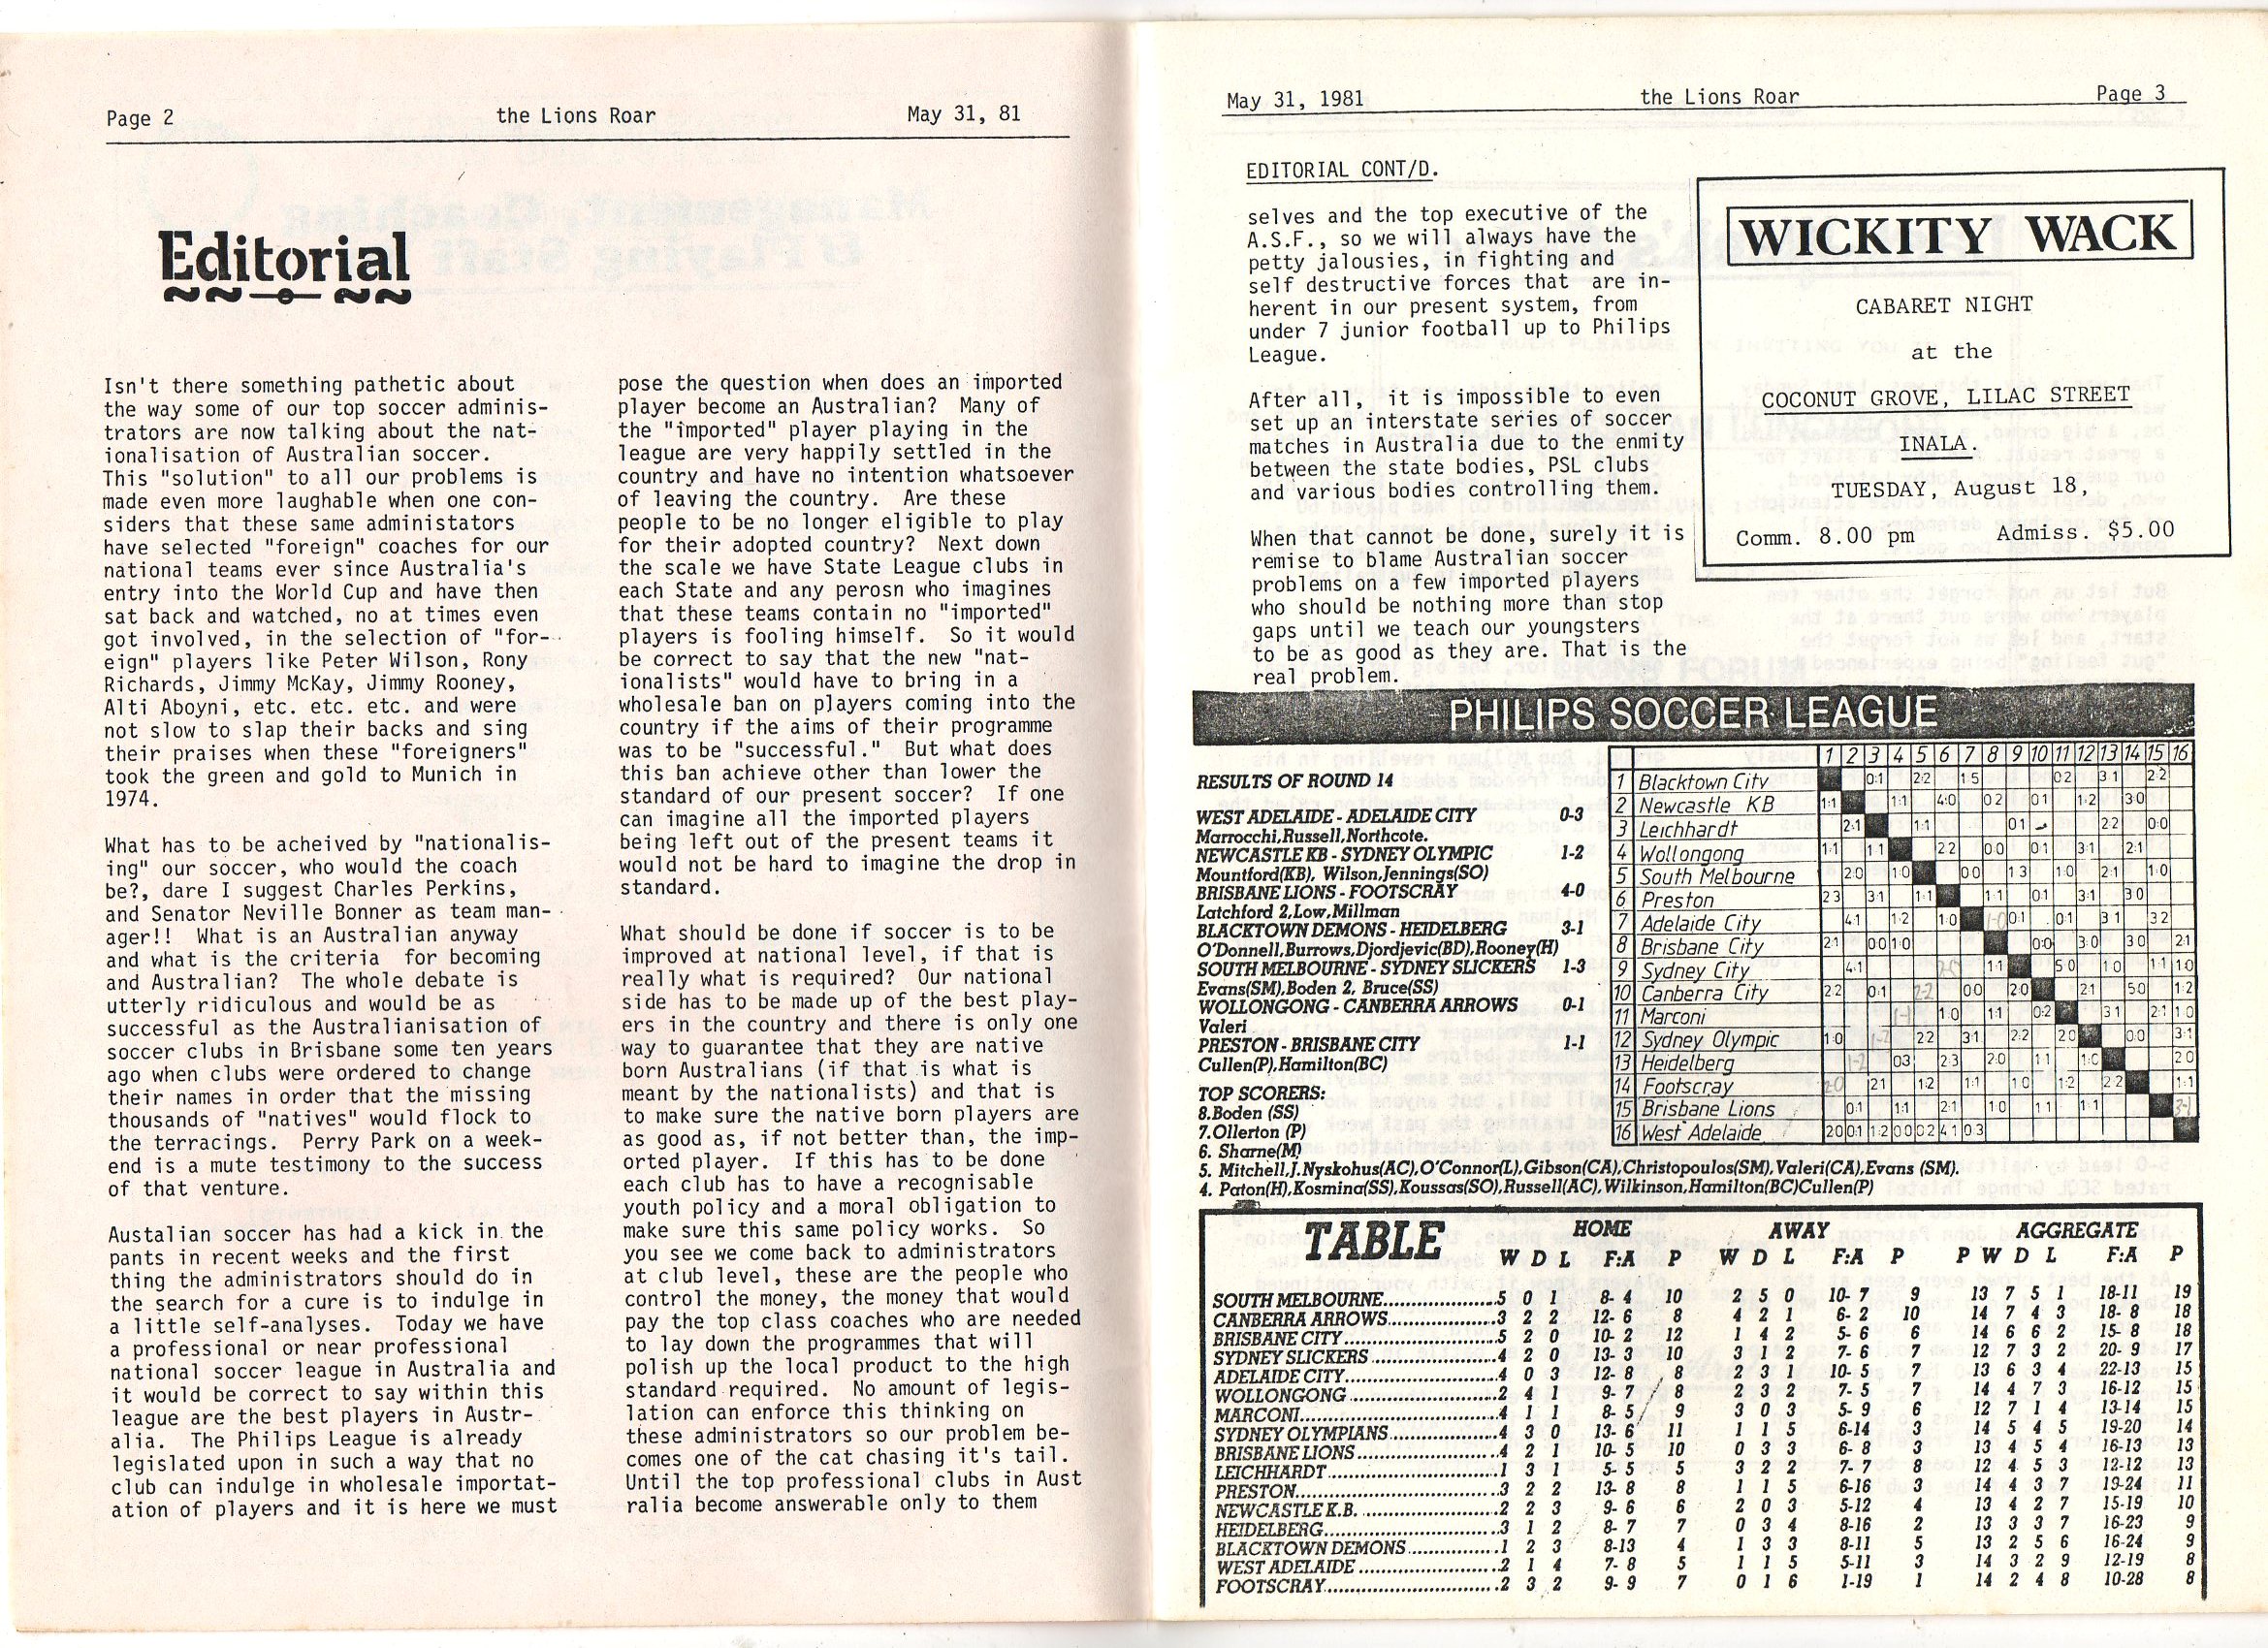 Page 2 the Lions Roar May 31, 81
Editorial
Isn't there something pathetic about
the way some of our top soccer adminis-
trators are now talking about the nat-
ionalisation of Australian soccer.
This "solution" to all our problems is
made even more laughable when one con-
siders that these same administators
have selected "foreign" coaches for our
national teams ever since Australia's
entry into the World Cup and have then
sat back and watched, no at times even
got involved, in the selection of "for-
eign" players like Peter Wilson, Rony
Richards, Jimmy McKay, Jimmy Rooney,
Alti Aboyni, etc. etc. etc. and were
not slow to slap their backs and sing
their praises when these "foreigners"
took the green and gold to Munich in
1974.
What has to be acheived by "nationalis-
ing" our soccer, who would the coach
be?, dare I suggest Charles Perkins,
and Senator Neville Bonner as team man-
ager!! What is an Australian anyway
and what is the criteria for becoming
and Australian? The whole debate is
utterly ridiculous and would be as
successful as the Australianisation of
soccer clubs in Brisbane some ten years
ago when clubs were ordered to change
their names in order that the missing
thousands of "natives" would flock to
the terracings. Perry Park on a week-
end is a mute testimony to the success
of that venture.
Austalian soccer has had a kick in the
pants in recent weeks and the first
thing the administrators should do in
the search for a cure is to indulge in
a little self-analyses. Today we have
a professional or near professional
national soccer league in Australia and
it would be correct to say within this
league are the best players in Austr-
alia. The Philips League is already
legislated upon in such a way that no
club can indulge in wholesale importat-
ation of players and it is here we must
pose the question when does an imported
player become an Australian? Many of
the "imported" player playing in the
league are very happily settled in the
country and have no intention whatsoever
of leaving the country. Are these
people to be no longer eligible to play
for their adopted country? Next down
the scale we have State League clubs in
each State and any perosn who imagines
that these teams contain no "imported"
players is fooling himself. So it would
be correct to say that the new "nat-
ionalists" would have to bring in a
wholesale ban on players coming into the
country if the aims of their programme
was to be "successful." But what does
this ban achieve other than lower the
standard of our present soccer? If one
can imagine all the imported players
being left out of the present teams it
would not be hard to imagine the drop in
standard.
What should be done if soccer is to be
improved at national level, if that is
really what is required? Our national
side has to be made up of the best play-
ers in the country and there is only one
way to guarantee that they are native
born Australians (if that is what is
meant by the nationalists) and that is
to make sure the native born players are
as good as, if not better than, the imp-
orted player. If this has to be done
each club has to have a recognisable
youth policy and a moral obligation to
make sure this same policy works. So
you see we come back to administrators
at club level, these are the people who
control the money, the money that would
pay the top class coaches who are needed
to lay down the programmes that will
polish up the local product to the high
standard required. No amount of legis-
lation can enforce this thinking on
these administrators so our problem be-
comes one of the cat chasing it's tail.
Until the top professional clubs in Aust
ralia become answerable only to them
May 31, 1981 the Lions Roar Page 3
EDITORIAL CONT/D.
selves and the top executive of the
A.S.F., so we will always have the
petty jalousies, in fighting and
self destructive forces that are in-
herent in our present system, from
under 7 junior football up to Philips
League.
After all, it is impossible to even
set up an interstate series of soccer
matches in Australia due to the enmity
between the state bodies, PSL clubs
and various bodies controlling them.
When that cannot be done, surely it is
remise to blame Australian soccer
problems on a few imported players
who should be nothing more than stop
gaps until we teach our youngsters
to be as good as they are. That is the
real problem.
WICKITY WACK
CABARET NIGHT
at the
COCONUT GROVE, LILAC STREET
INALA.
TUESDAY, August 18,
Comm. 8.00 pm Admiss. $5.00
PHILIPS SOCCER LEAGUE
RESULTS OF ROUND 14
WEST ADELAIDE - ADELAIDE CITY 0-3
Marrocchi,Russell,Northcote.
NEWCASTLE KB - SYDNEY OLYMPIC 1-2
Mountford(KB), Wilson,Jennings(SO)
BRISBANE LIONS - FOOTSCRAY 4-0
Latchford 2,Low,Millman
BLACKTOWN DEMONS - HEIDELBERG 3-1
O'Donnell,Burrows,Djordjevic(BD),Rooney(H)
SOUTH MELBOURNE - SYDNEY SLICKERS 1-3
Evans(SM),Boden 2, Bruce(SS)
WOLLONGONG - CANBERRA ARROWS 0-1
Valeri
PRESTON - BRISBANE CITY 1-1
Cullen(P),Hamilton(BC)
TOP SCORERS:
8.Boden (SS)
7.Ollerton (P)
6. Sharne(M)
5. Mitchell,J.Nyskohus(AC),O'Connor(L),Gibson(CA),Christopoulos(SM),Valeri(CA),Evans (SM).
4. Paton(H),Kosmina(SS),Koussas(SO),Russell(AC),Wilkinson,Hamilton(BC)Cullen(P)
1 2 3 4 5 6 7 8 9 10 11 12 13 14 15 16
1 Blacktown City 0:1 2:2 1:5 0:2 3:1 2:2
2 Newcastle KB 1:1 1:1 4:0 0:2 0:1 1:2 3:0
3 Leichhardt 2:1 1:1 0:1 2:2 0:0
4 Wollongong 1:1 1:1 2:2 0:0 0:1 3:1 2:1
5 South Melbourne 2:0 1:0 0:0 1:3 1:0 2:1 1:0
6 Preston 2:3 3:1 1:1 1:1 0:1 3:1 3:0
7 Adelaide City 4:1 1:2 1:0 1-0 0:1 0:1 3:1 3:2
8 Brisbane City 2:1 0:0 1:0 0:0 3:0 3:0 2:1
9 Sydney City 4:1 1:1 5:0 1:0 1:1 1:0
10 Canberra City 2:2 0:1 2-2 0:0 2:0 2:1 5:0 1:2
11 Marconi 1-1 1:0 1:1 0:2 3:1 2:1 1:0
12 Sydney Olympic 1:0 1-2 2:2 3:1 2:2 2:0 0:0 3:1
13 Heidelberg 1-2 0:3 2:3 2:0 1:1 1:0 2:0
14 Footscray 2-0 2:1 1:2 1:1 1:0 1:2 2:2 1:1
15 Brisbane Lions 0:1 1:1 2:1 1:0 1:1 1:1 3-1
16 West Adelaide 2:0 0:1 1:2 0:0 0:2 4:1 0:3
TABLE HOME AWAY AGGREGATE
W D L F:A P W D L F:A P P W D L F:A P
SOUTH MELBOURNE 5 0 1 8- 4 10 2 5 0 10- 7 9 13 7 5 1 18-11 19
CANBERRA ARROWS 3 2 2 12- 6 8 4 2 1 6- 2 10 14 7 4 3 18- 8 18
BRISBANE CITY 5 2 0 10- 2 12 1 4 2 5- 6 6 14 6 6 2 15- 8 18
SYDNEY SLICKERS 4 2 0 13- 3 10 3 1 2 7- 6 7 12 7 3 2 20- 9 17
ADELAIDE CITY 4 0 3 12- 8 8 2 3 1 10- 5 7 13 6 3 4 22-13 15
WOLLONGONG 2 4 1 9- 7 8 2 3 2 7- 5 7 14 4 7 3 16-12 15
MARCONI 4 1 1 8- 5 9 3 0 3 5- 9 6 12 7 1 4 13-14 15
SYDNEY OLYMPIANS 4 3 0 13- 6 11 1 1 5 6-14 3 14 5 4 5 19-20 14
BRISBANE LIONS 4 2 1 10- 5 10 0 3 3 6- 8 3 13 4 5 4 16-13 13
LEICHHARDT 1 3 1 5- 5 5 3 2 2 7- 7 8 12 4 5 3 12-12 13
PRESTON 3 2 2 13- 8 8 1 1 5 6-16 3 14 4 3 7 19-24 11
NEWCASTLE K.B. 2 2 3 9- 6 6 2 0 3 5-12 4 13 4 2 7 15-19 10
HEIDELBERG 3 1 2 8- 7 7 0 3 4 8-16 2 13 3 3 7 16-23 9
BLACKTOWN DEMONS 1 2 3 8-13 4 1 3 3 8-11 5 13 2 5 6 16-24 9
WEST ADELAIDE 2 1 4 7- 8 5 1 1 5 5-11 3 14 3 2 9 12-19 8
FOOTSCRAY 2 3 2 9- 9 7 0 1 6 1-19 1 14 2 4 8 10-28 8